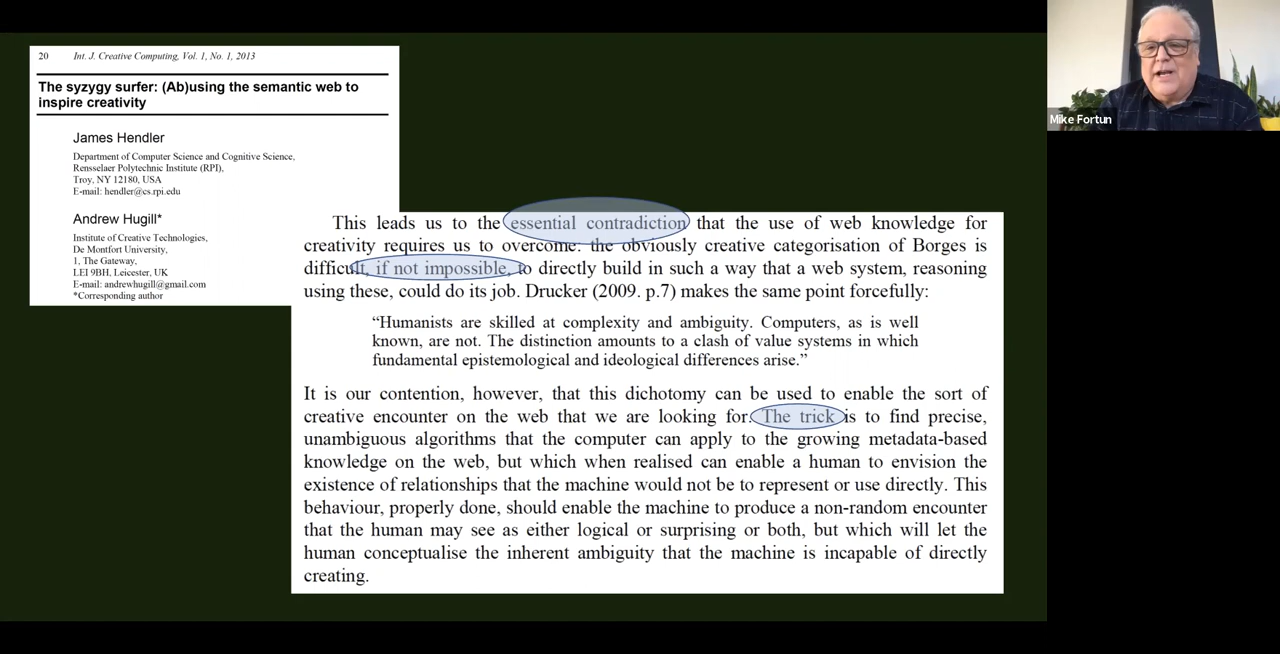 20 Int. J. Creative Computing, Vol. 1, No. 1, 2013
The syzygy surfer: (Ab)using the semantic web to
inspire creativity
James Hendler
Department of Computer Science and Cognitive Science,
Rensselaer Polytechnic Institute (RPI),
Troy, NY 12180, USA
E-mail: hendler@cs.rpi.edu
Andrew Hugill*
Institute of Creative Technologies,
De Montfort University,
1, The Gateway,
LEI 9BH, Leicester, UK
E-mail: andrewhugill@gmail.com
*Corresponding author
This leads us to the essential contradiction that the use of web knowledge for
creativity requires us to overcome: the obviously creative categorisation of Borges is
difficult, if not impossible, to directly build in such a way that a web system, reasoning
using these, could do its job. Drucker (2009. p.7) makes the same point forcefully:
“Humanists are skilled at complexity and ambiguity. Computers, as is well
known, are not. The distinction amounts to a clash of value systems in which
fundamental epistemological and ideological differences arise.”
It is our contention, however, that this dichotomy can be used to enable the sort of
creative encounter on the web that we are looking for. The trick is to find precise,
unambiguous algorithms that the computer can apply to the growing metadata-based
knowledge on the web, but which when realised can enable a human to envision the
existence of relationships that the machine would not be to represent or use directly. This
behaviour, properly done, should enable the machine to produce a non-random encounter
that the human may see as either logical or surprising or both, but which will let the
human conceptualise the inherent ambiguity that the machine is incapable of directly
creating.
Mike Fortun